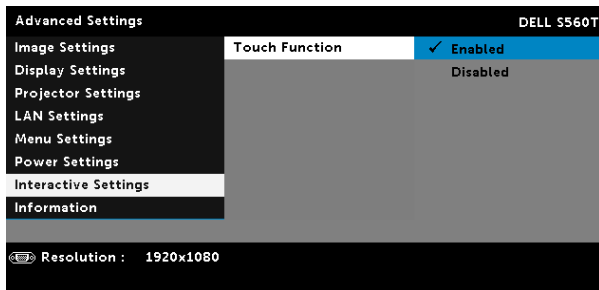 Advanced Settings DELL S560T
Image Settings Touch Function ✓ Enabled
Display Settings Disabled
Projector Settings
LAN Settings
Menu Settings
Power Settings
Interactive Settings
Information
Resolution : 1920x1080